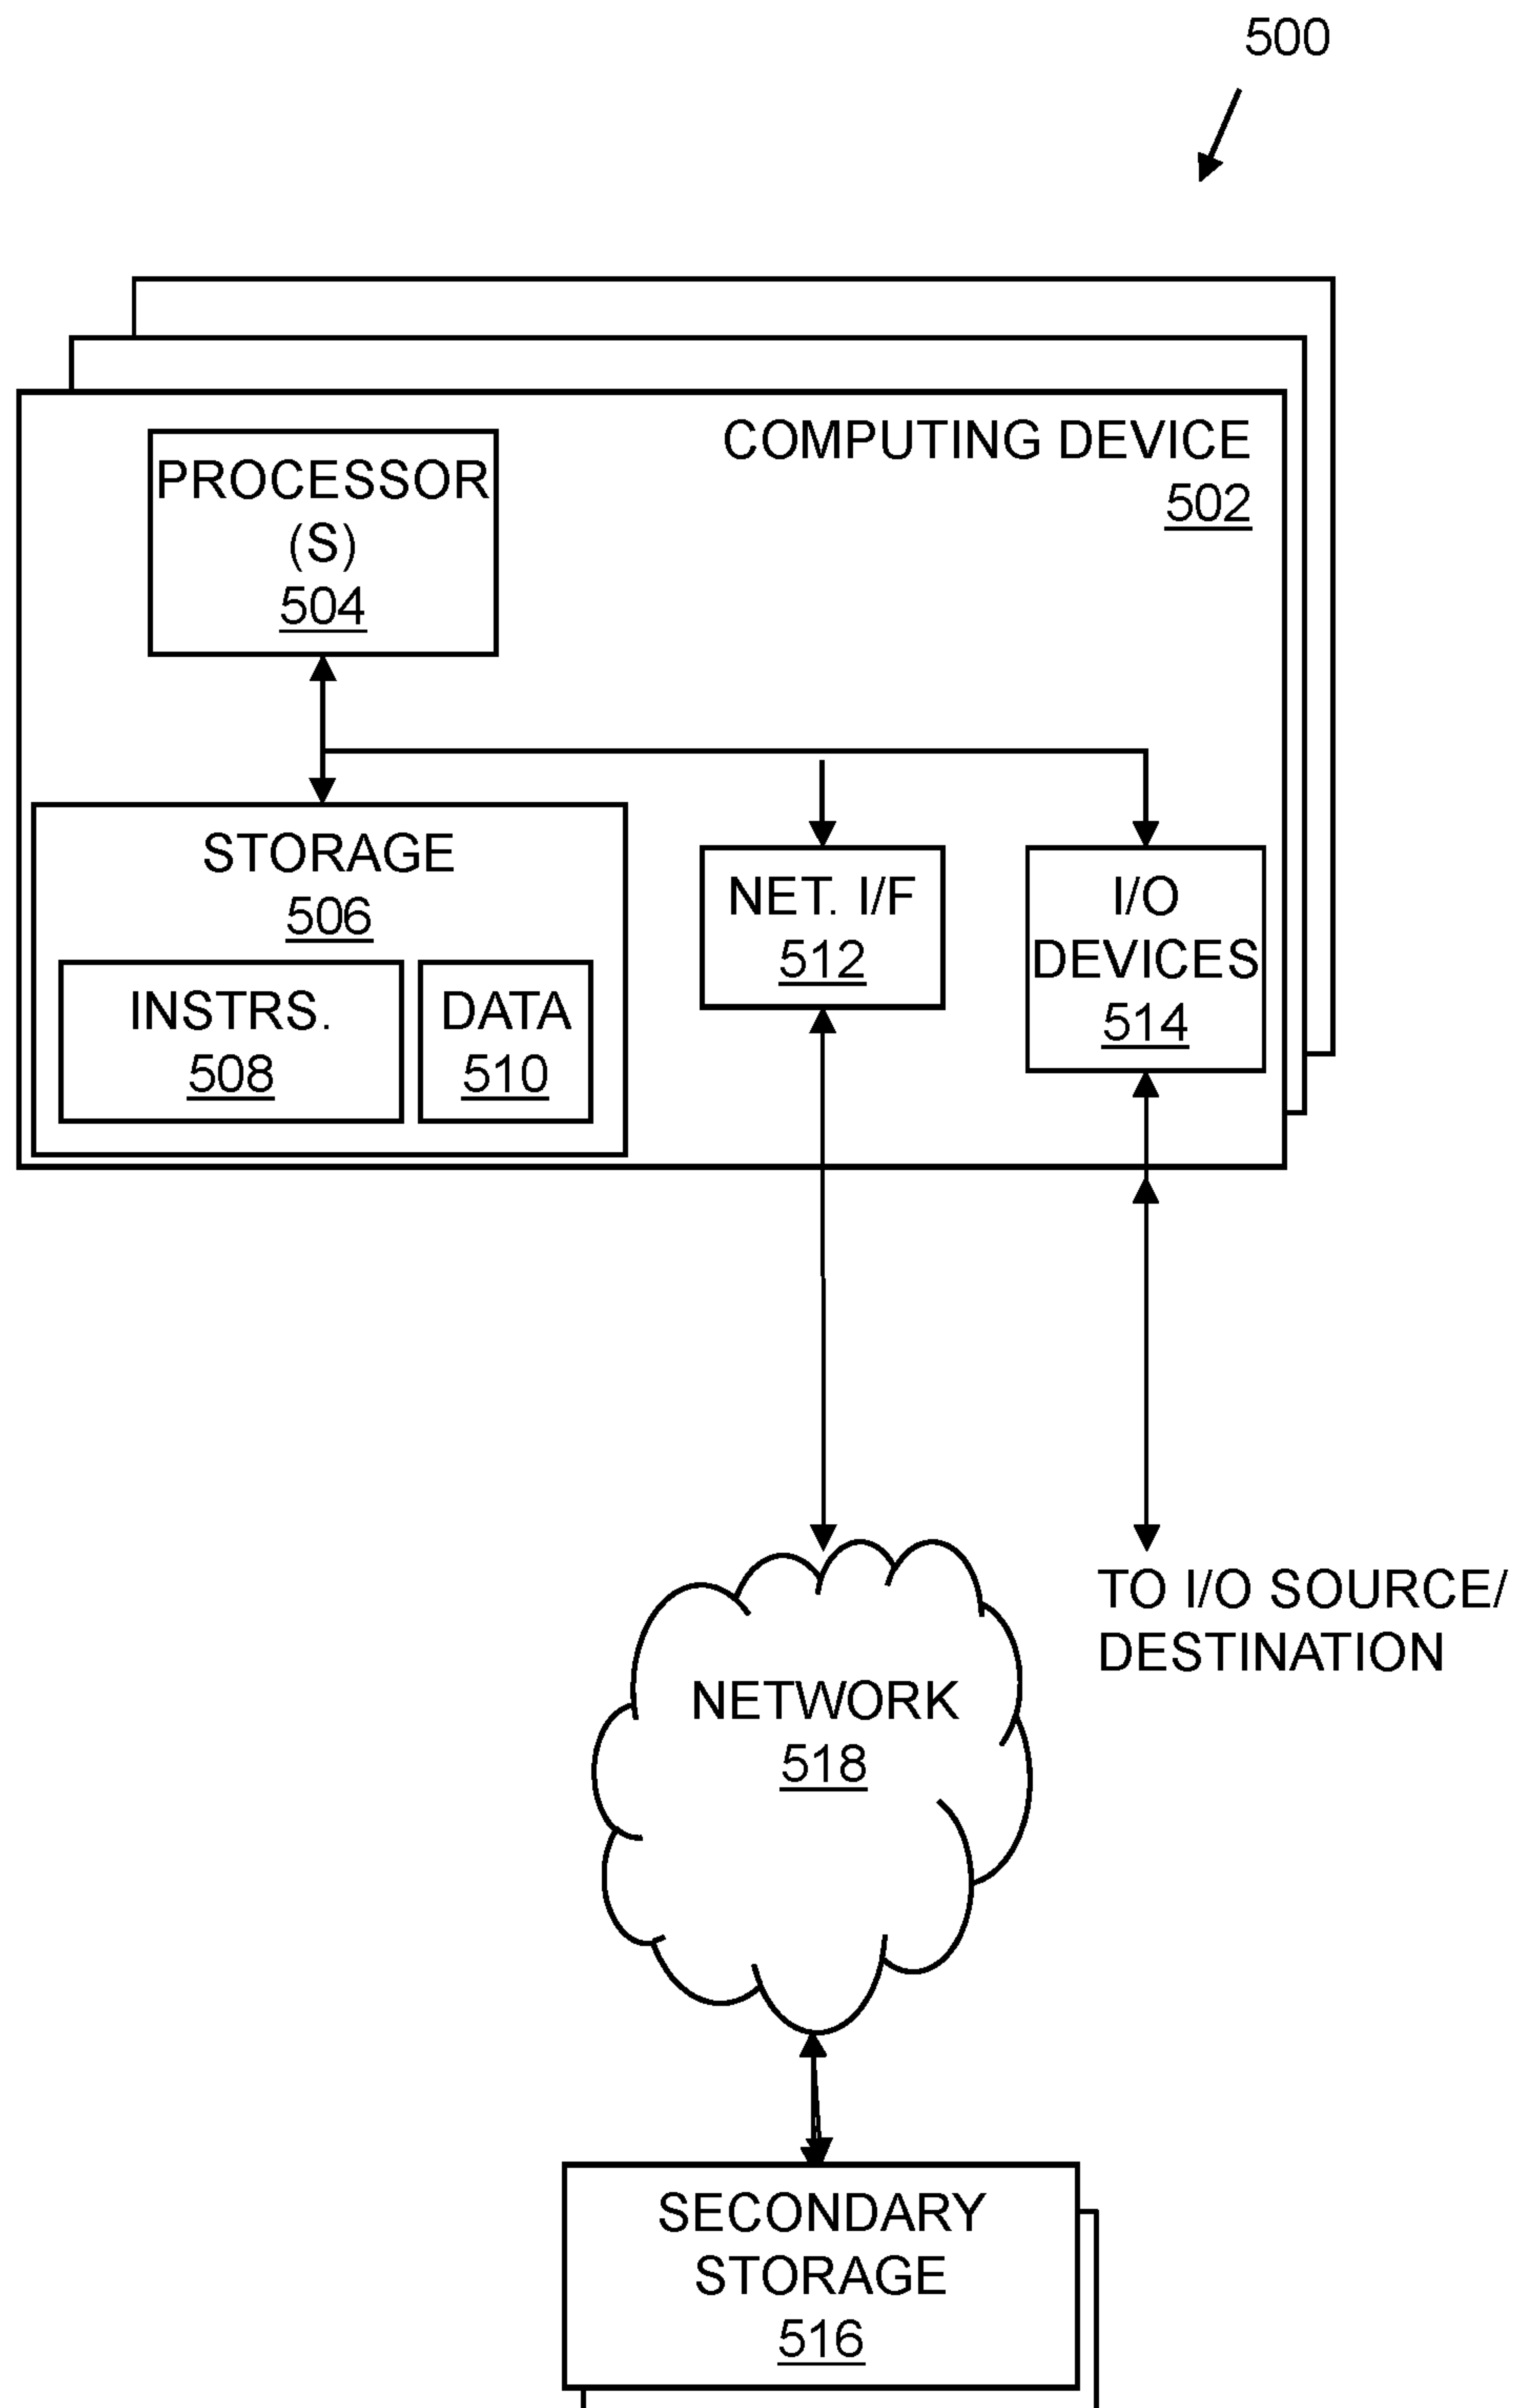 500
COMPUTING DEVICE
502
PROCESSOR
(S)
504
STORAGE
506
INSTRS.
508
DATA
510
NET. I/F
512
I/O
DEVICES
514
TO I/O SOURCE/
DESTINATION
NETWORK
518
SECONDARY
STORAGE
516